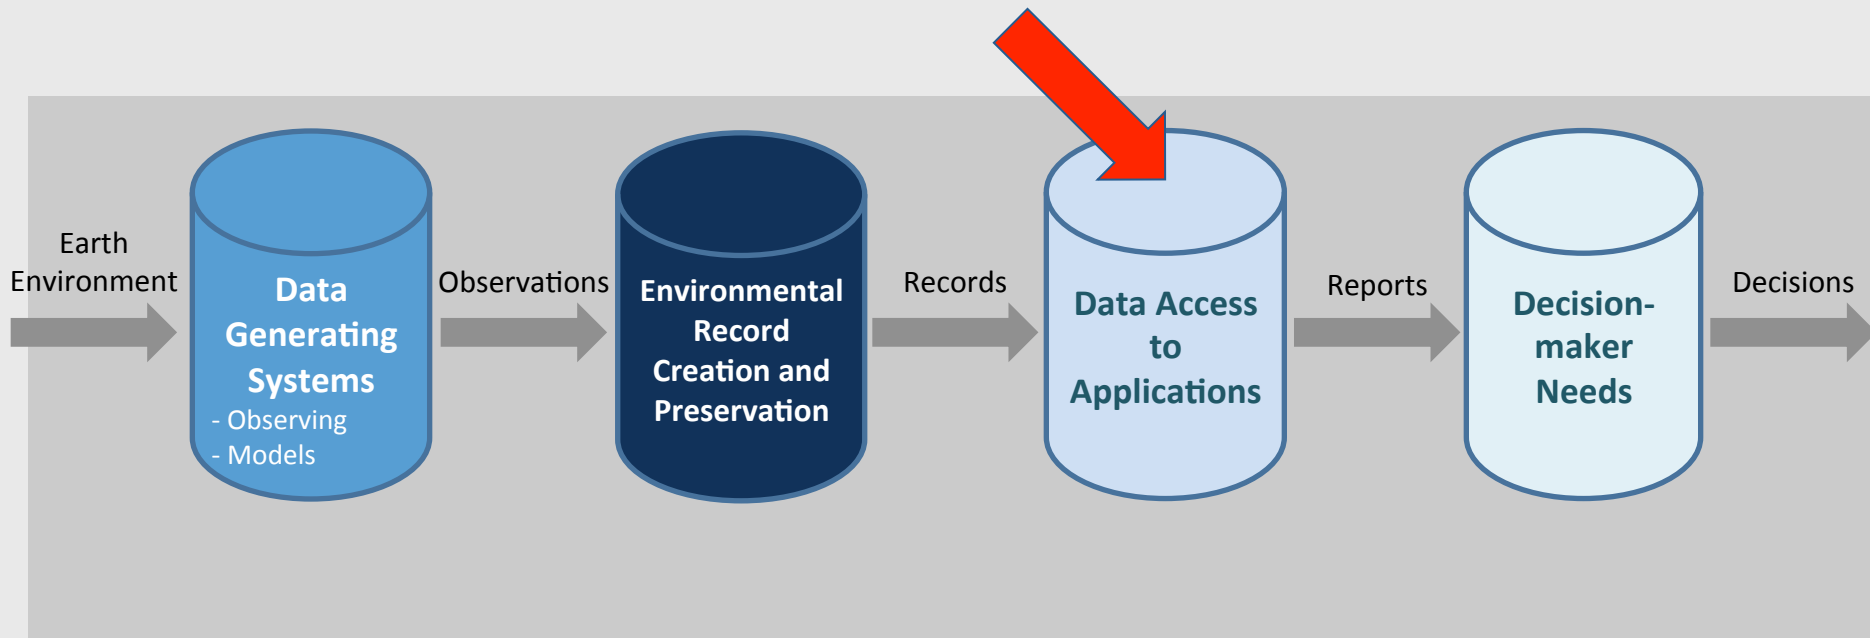 Earth
Environment
Data
Generating
Systems
- Observing
- Models
Observations
Environmental
Record
Creation and
Preservation
Records
Data Access
to
Applications
Reports
Decision-
maker
Needs
Decisions